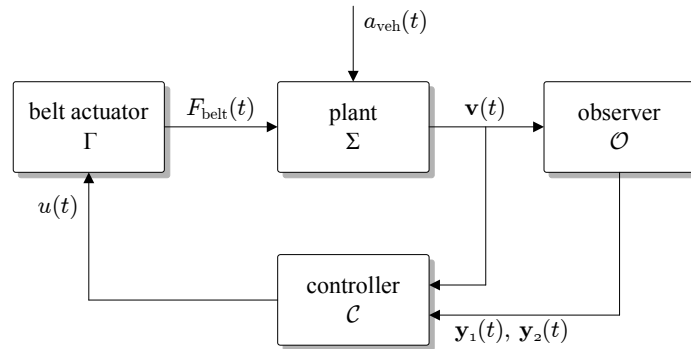 a_veh(t)
belt actuator
Γ
F_belt(t)
plant
Σ
v(t)
observer
𝒪
u(t)
controller
𝒞
y₁(t), y₂(t)